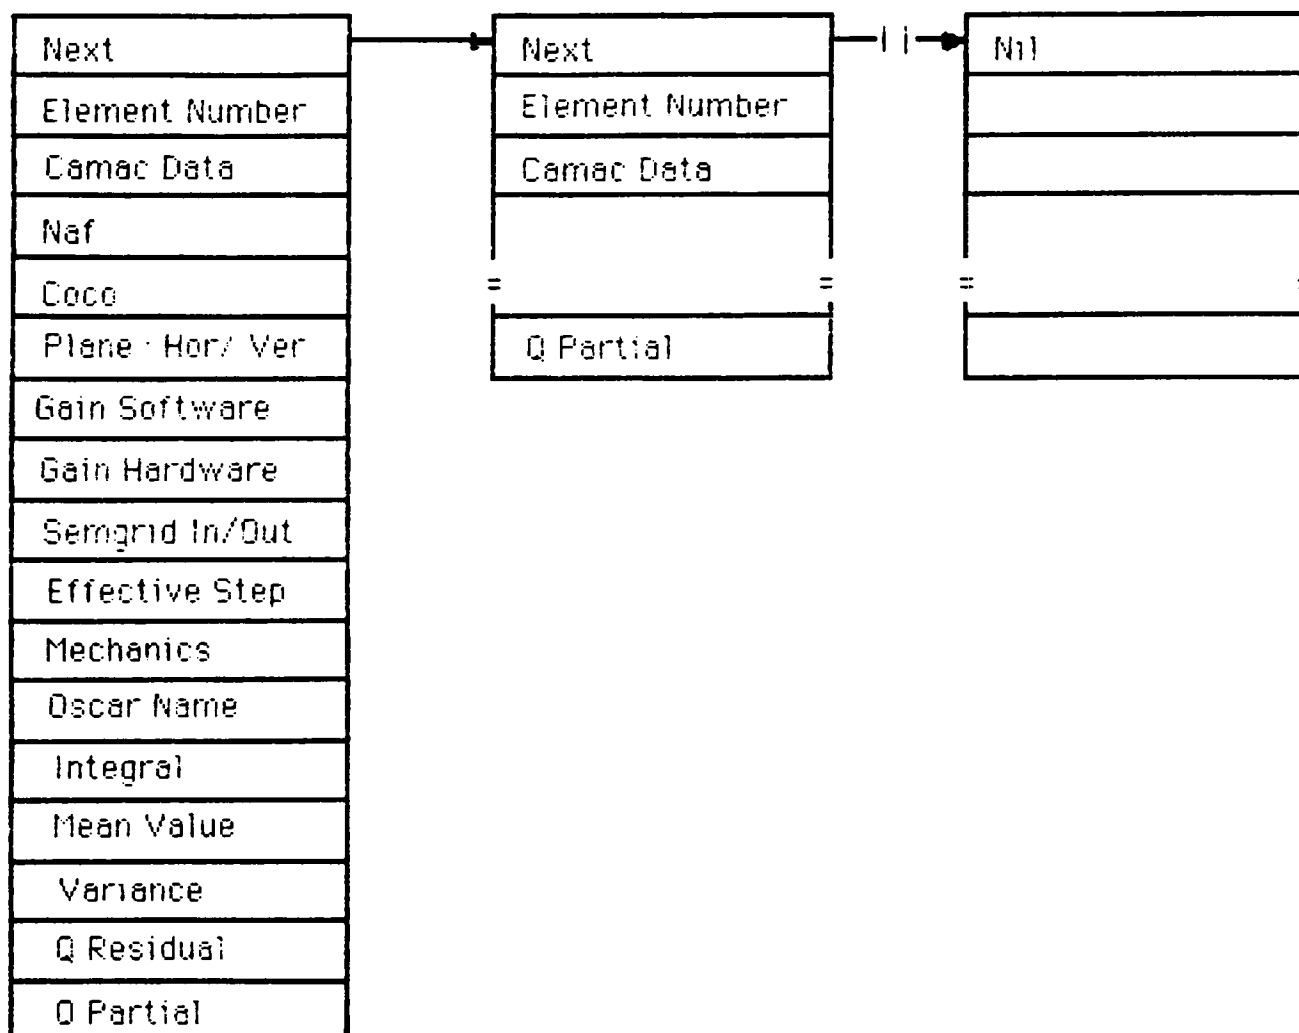 Next
Element Number
Camac Data
Naf
Coco
Plane : Hor/ Ver
Gain Software
Gain Hardware
Semgrid In/Out
Effective Step
Mechanics
Oscar Name
Integral
Mean Value
Variance
Q Residual
Q Partial
Next
Element Number
Camac Data
Q Partial
Nil